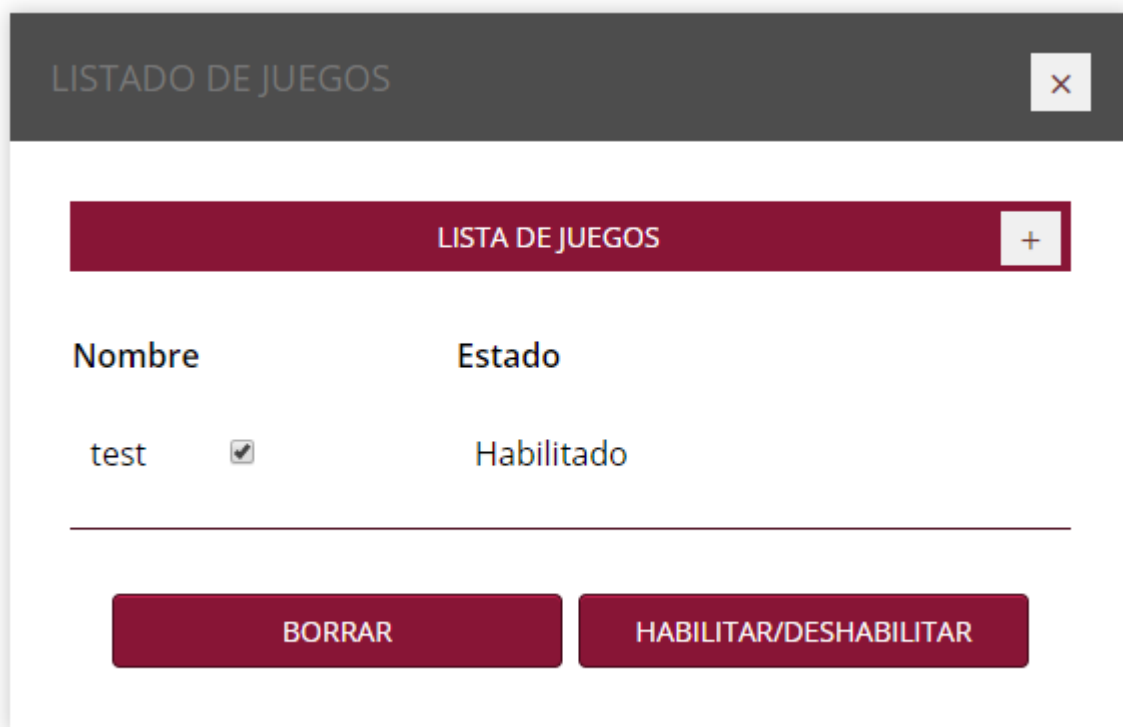 LISTADO DE JUEGOS
×
LISTA DE JUEGOS +
Nombre Estado
test Habilitado
BORRAR HABILITAR/DESHABILITAR